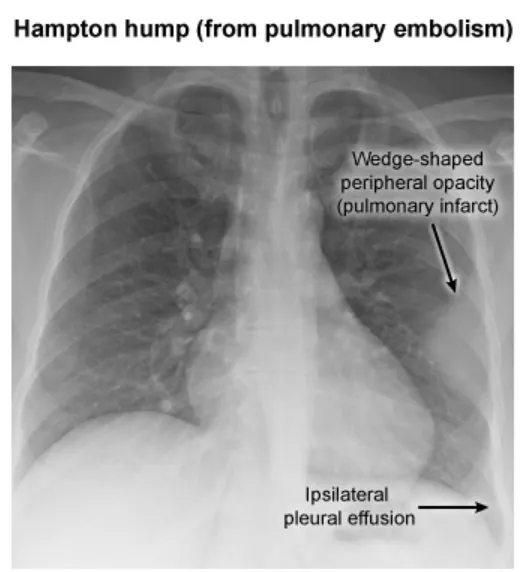 Hampton hump (from pulmonary embolism)
Wedge-shaped
peripheral opacity
(pulmonary infarct)
Ipsilateral
pleural effusion